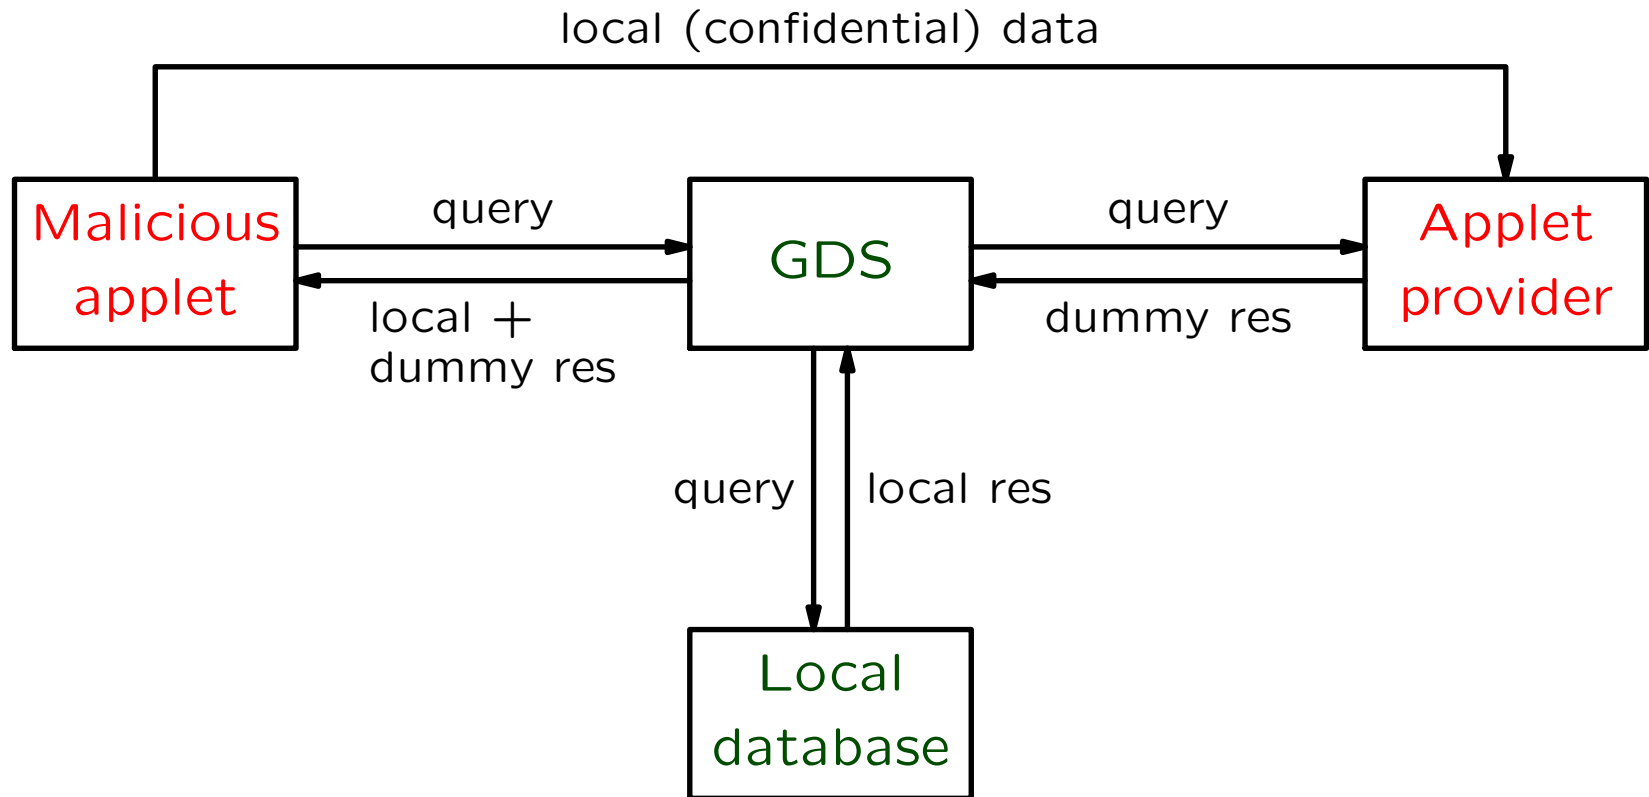 local (confidential) data
Malicious
applet
query
local +
dummy res
GDS
query
dummy res
Applet
provider
query
local res
Local
database